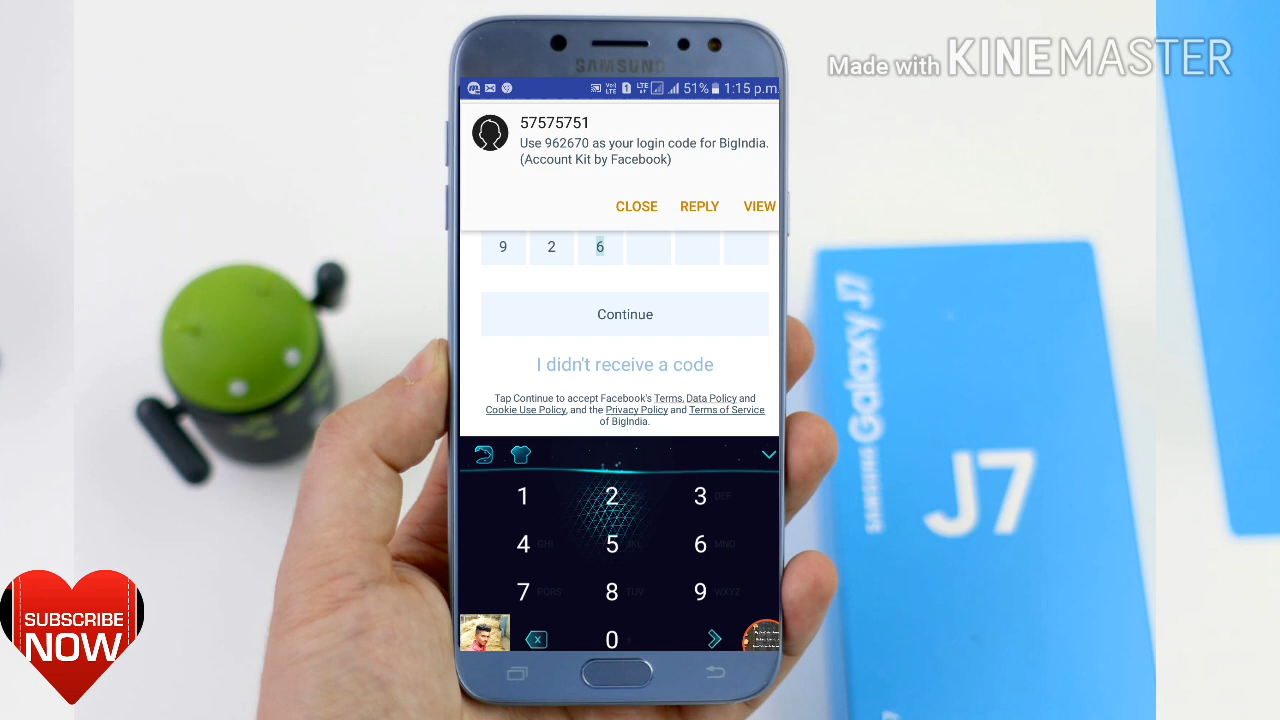 Made with KINEMASTER
SAMSUNG
VoLTE 1 LTE 51% 1:15 p.m.
57575751
Use 962670 as your login code for BigIndia.
(Account Kit by Facebook)
CLOSE REPLY VIEW
9 2 6
Continue
I didn't receive a code
Tap Continue to accept Facebook's Terms, Data Policy and
Cookie Use Policy, and the Privacy Policy and Terms of Service
of BigIndia.
1 2 3 DEF
4 GHI 5 JKL 6 MNO
7 PQRS 8 TUV 9 WXYZ
0
SAMSUNG Galaxy J7
J7
SUBSCRIBE
NOW